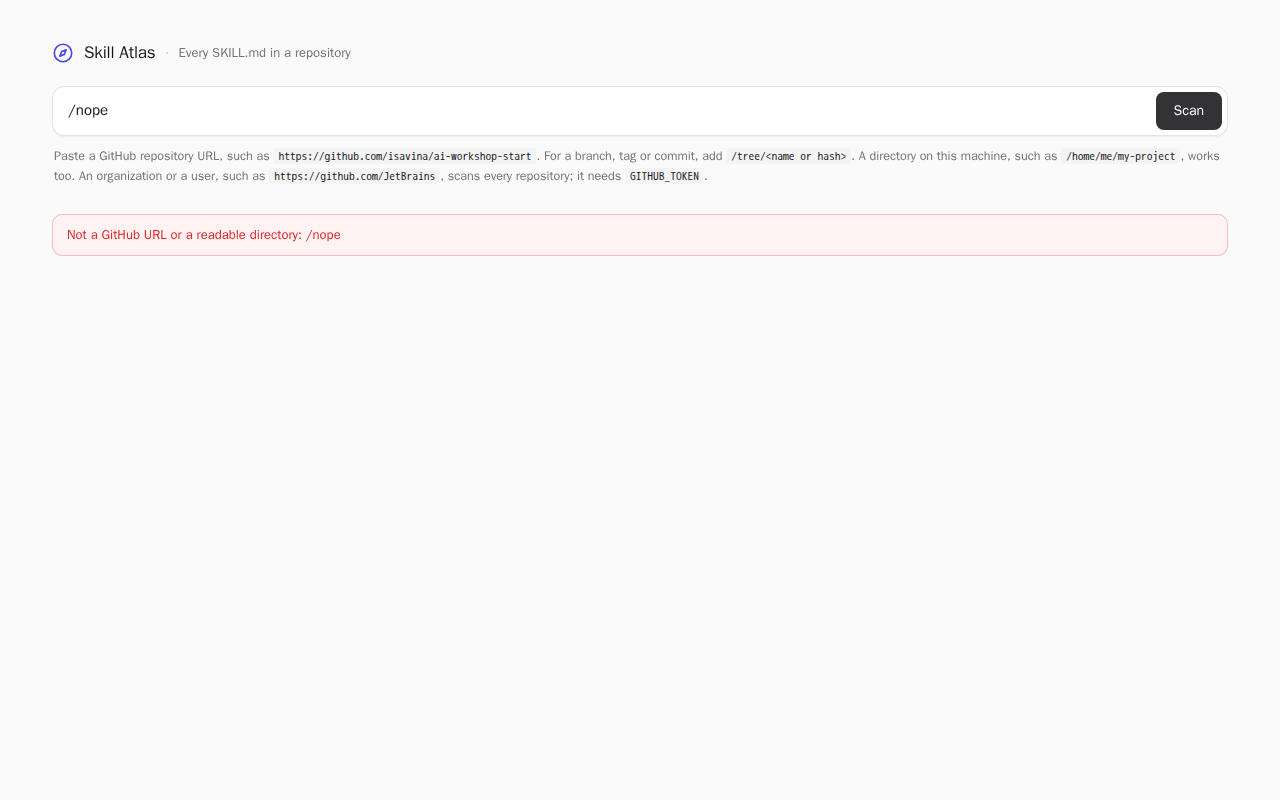 Skill Atlas · Every SKILL.md in a repository
/nope
Scan
Paste a GitHub repository URL, such as https://github.com/isavina/ai-workshop-start . For a branch, tag or commit, add /tree/<name or hash> . A directory on this machine, such as /home/me/my-project , works
too. An organization or a user, such as https://github.com/JetBrains , scans every repository; it needs GITHUB_TOKEN .
Not a GitHub URL or a readable directory: /nope